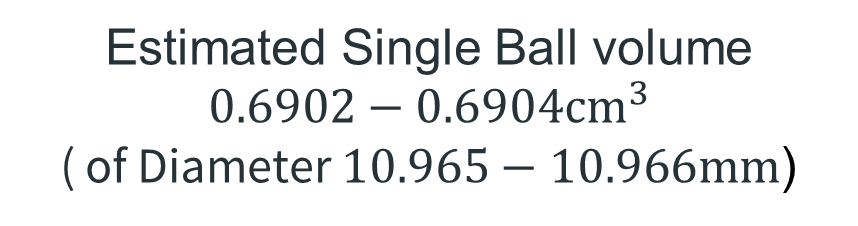 Estimated Single Ball volume
0.6902 − 0.6904cm³
( of Diameter 10.965 − 10.966mm)